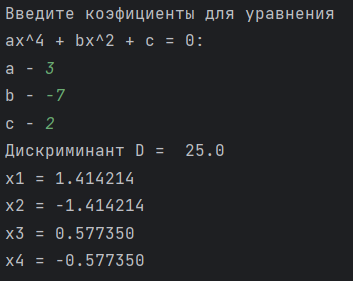 Введите коэфициенты для уравнения
ax^4 + bx^2 + c = 0:
a - 3
b - -7
c - 2
Дискриминант D =  25.0
x1 = 1.414214
x2 = -1.414214
x3 = 0.577350
x4 = -0.577350